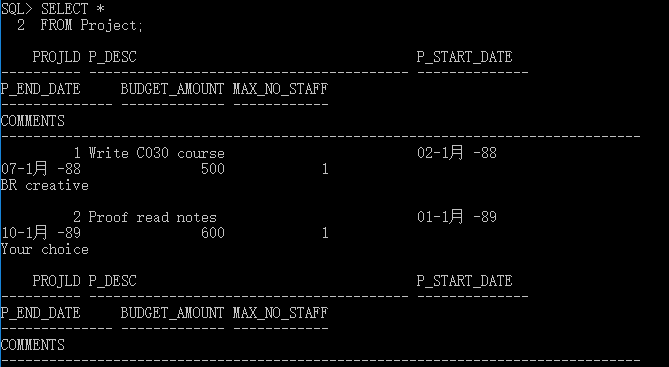 SQL> SELECT *
  2  FROM Project;
    PROJLD P_DESC                                   P_START_DATE
---------- ---------------------------------------- --------------
P_END_DATE     BUDGET_AMOUNT MAX_NO_STAFF
-------------- ------------- ------------
COMMENTS
--------------------------------------------------------------------------------
         1 Write C030 course                        02-1月 -88
07-1月 -88               500            1
BR creative
         2 Proof read notes                         01-1月 -89
10-1月 -89               600            1
Your choice
    PROJLD P_DESC                                   P_START_DATE
---------- ---------------------------------------- --------------
P_END_DATE     BUDGET_AMOUNT MAX_NO_STAFF
-------------- ------------- ------------
COMMENTS
--------------------------------------------------------------------------------